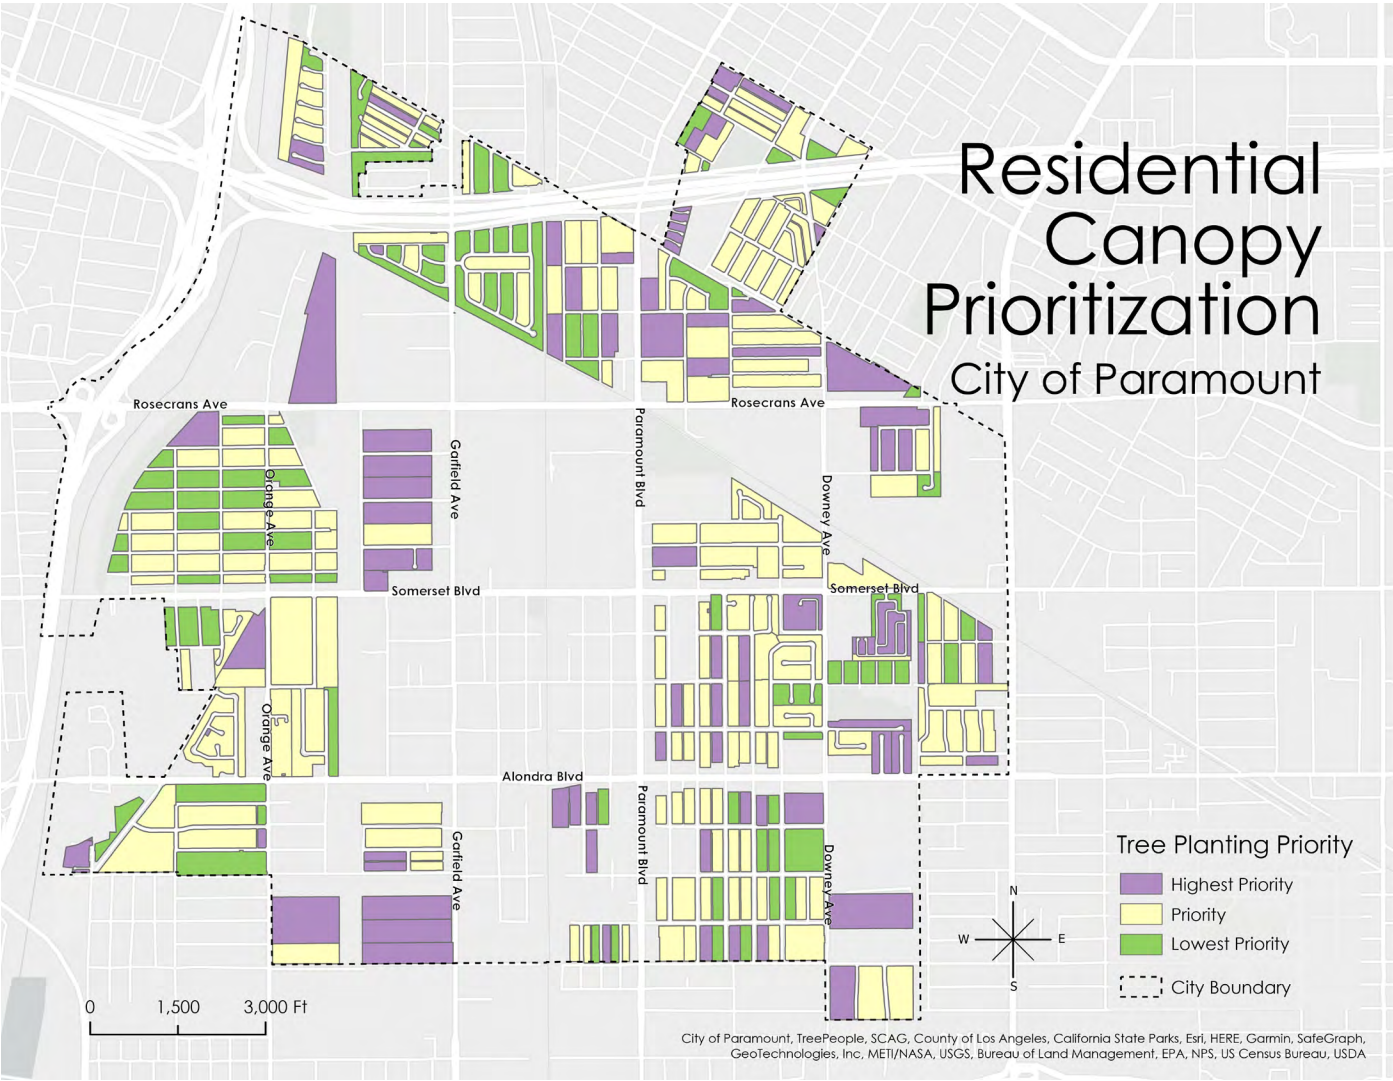 Residential
Canopy
Prioritization
City of Paramount
Rosecrans Ave
Rosecrans Ave
Paramount Blvd
Garfield Ave
Orange Ave
Downey Ave
Somerset Blvd
Somerset Blvd
Orange Ave
Alondra Blvd
Paramount Blvd
Garfield Ave
Downey Ave
Tree Planting Priority
Highest Priority
Priority
Lowest Priority
City Boundary
N
W
E
S
0
1,500
3,000 Ft
City of Paramount, TreePeople, SCAG, County of Los Angeles, California State Parks, Esri, HERE, Garmin, SafeGraph,
GeoTechnologies, Inc, METI/NASA, USGS, Bureau of Land Management, EPA, NPS, US Census Bureau, USDA